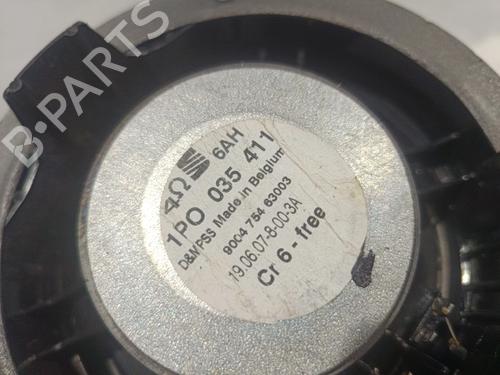 4Ω 6AH
1PO 035 411
D&MPSS Made in Belgium
9004 754 63003
19.06.07-8-00-3A
Cr 6 - free
B-PARTS